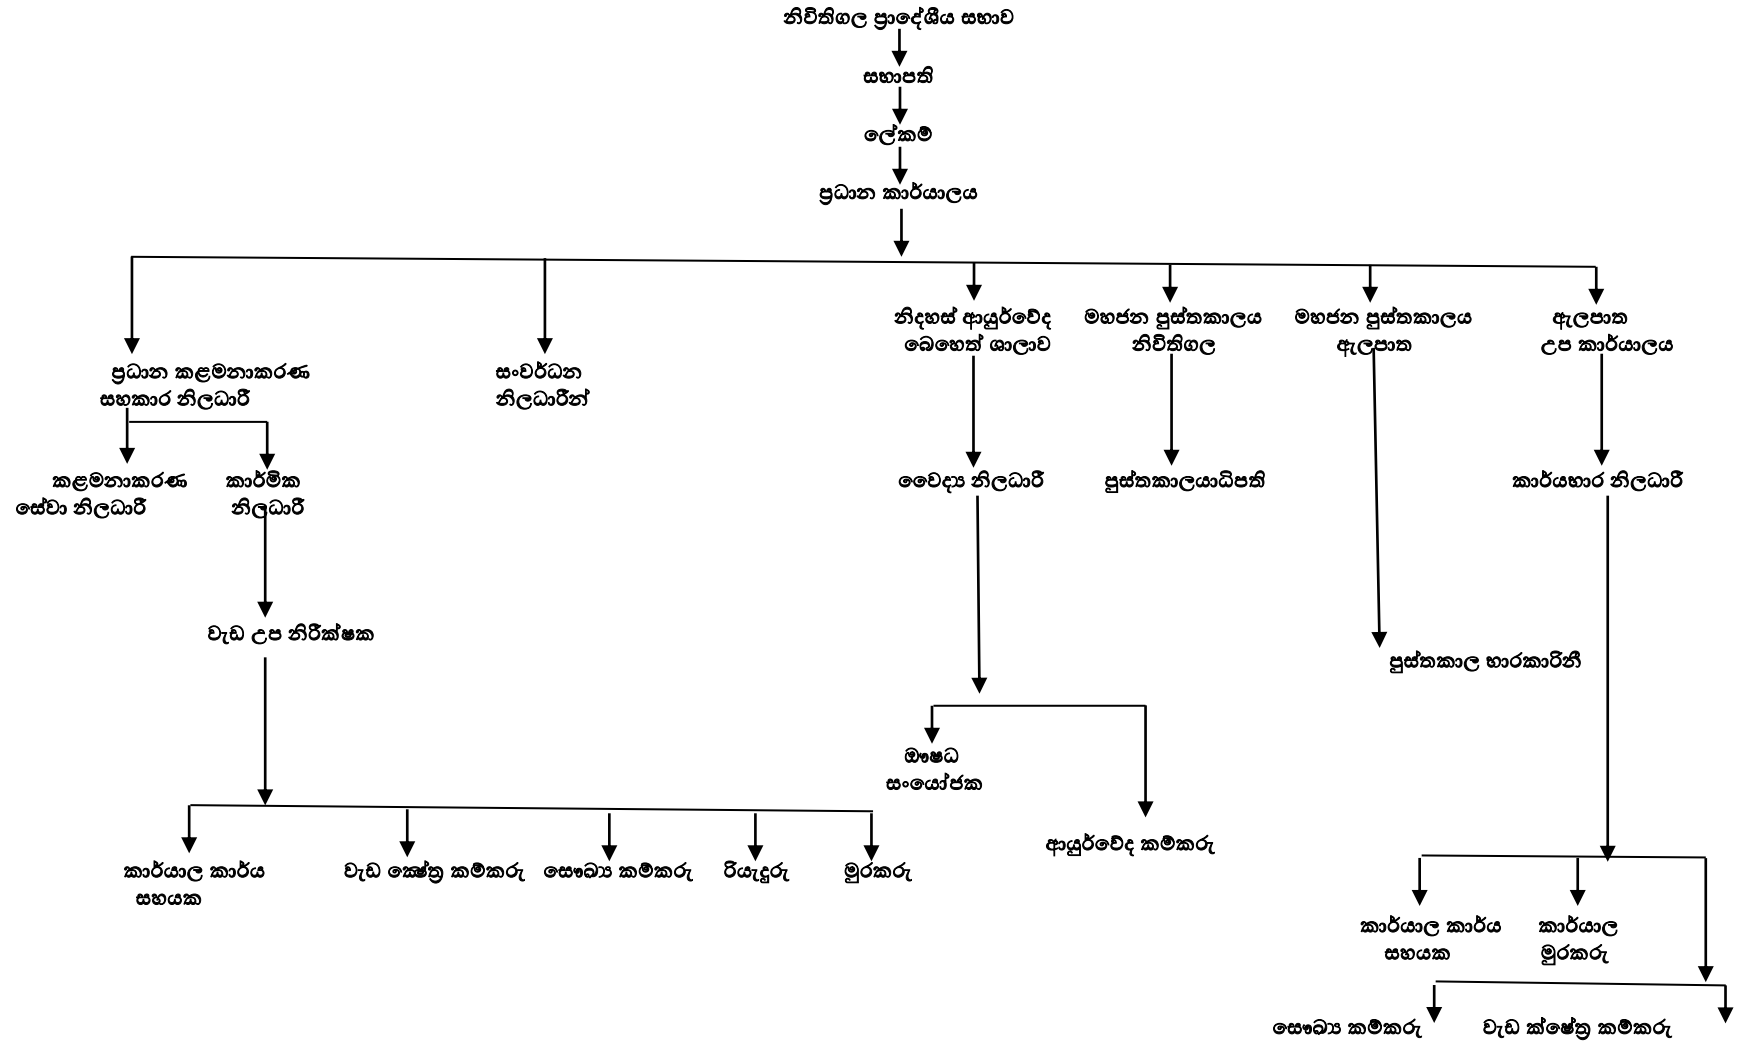 නිවිතිගල ප්‍රාදේශීය සභාව
සභාපති
ලේකම්
ප්‍රධාන කාර්යාලය
නිදහස් ආයුර්වේද
බෙහෙත් ශාලාව
මහජන පුස්තකාලය
නිවිතිගල
මහජන පුස්තකාලය
ඇලපාත
ඇලපාත
උප කාර්යාලය
ප්‍රධාන කළමනාකරණ
සහකාර නිලධාරී
සංවර්ධන
නිලධාරීන්
කළමනාකරණ
සේවා නිලධාරී
කාර්මික
නිලධාරී
වෛද්‍ය නිලධාරී
පුස්තකාලයාධිපති
කාර්යභාර නිලධාරී
වැඩ උප නිරීක්ෂක
පුස්තකාල භාරකාරිනී
ඖෂධ
සංයෝජක
ආයුර්වේද කම්කරු
කාර්යාල කාර්ය
සහයක
වැඩ ක්‍ෂේත්‍ර කම්කරු
සෞඛ්‍ය කම්කරු
රියැදුරු
මුරකරු
කාර්යාල කාර්ය
සහයක
කාර්යාල
මුරකරු
සෞඛ්‍ය කම්කරු
වැඩ ක්ෂේත්‍ර කම්කරු